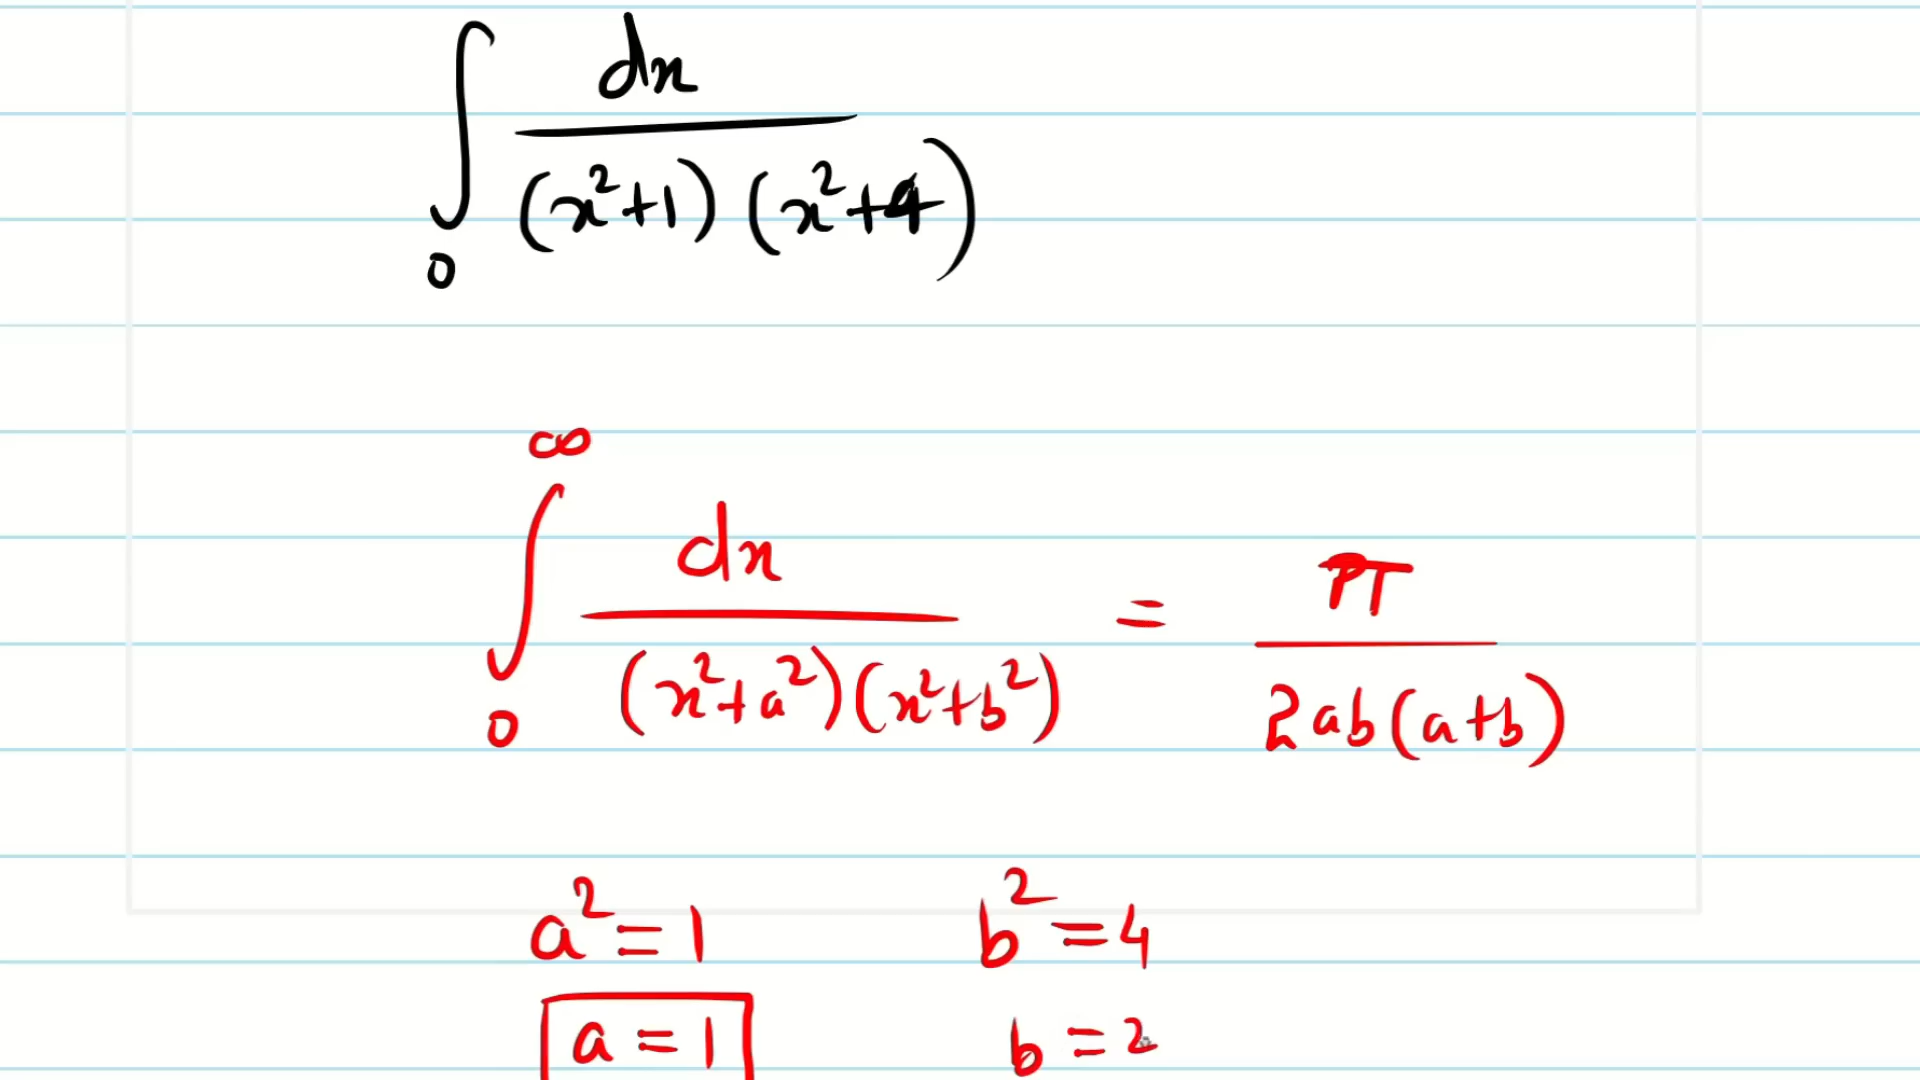 ∫₀ dx / (x²+1)(x²+4)
∫₀^∞ dx / (x²+a²)(x²+b²) = π / 2ab(a+b)
a²=1 b²=4
a=1 b=2